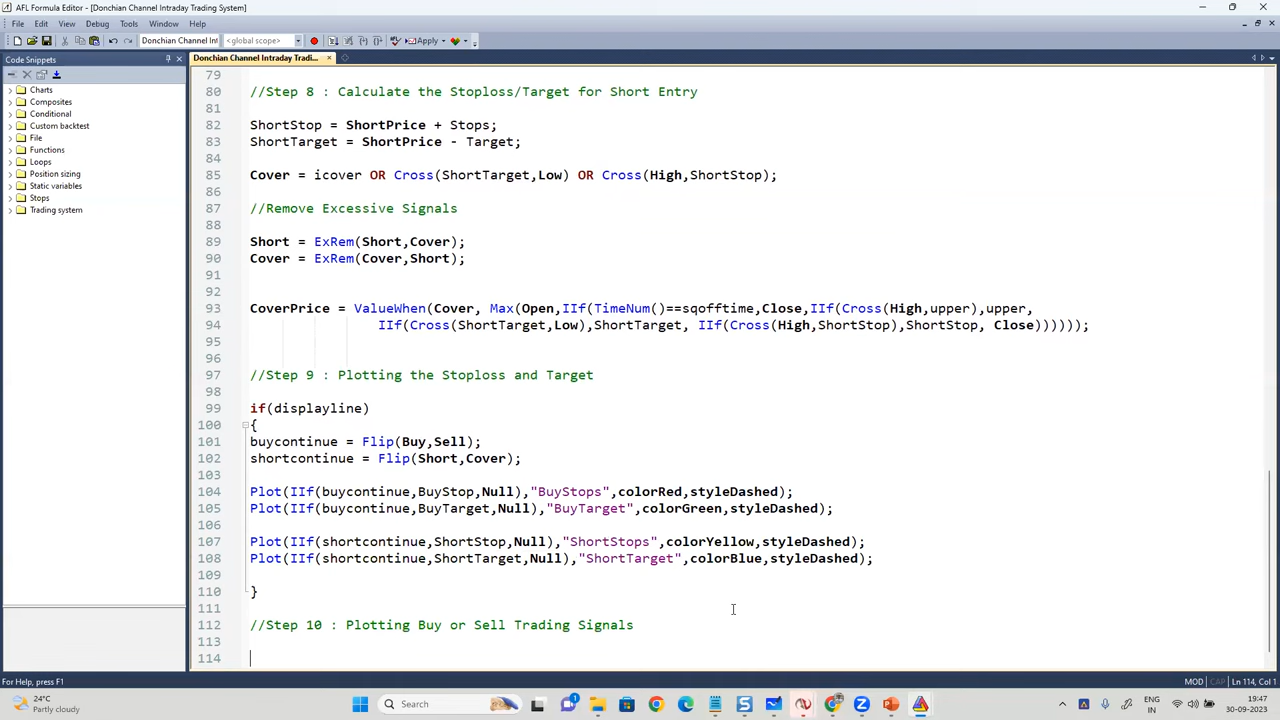 AFL Formula Editor - [Donchian Channel Intraday Trading System]
File Edit View Debug Tools Window Help
Donchian Channel Int <global scope> Apply
Code Snippets
Donchian Channel Intraday Tradi...
Charts
Composites
Conditional
Custom backtest
File
Functions
Loops
Position sizing
Static variables
Stops
Trading system
79
80 //Step 8 : Calculate the Stoploss/Target for Short Entry
81
82 ShortStop = ShortPrice + Stops;
83 ShortTarget = ShortPrice - Target;
84
85 Cover = icover OR Cross(ShortTarget,Low) OR Cross(High,ShortStop);
86
87 //Remove Excessive Signals
88
89 Short = ExRem(Short,Cover);
90 Cover = ExRem(Cover,Short);
91
92
93 CoverPrice = ValueWhen(Cover, Max(Open,IIf(TimeNum()==sqofftime,Close,IIf(Cross(High,upper),upper,
94 IIf(Cross(ShortTarget,Low),ShortTarget, IIf(Cross(High,ShortStop),ShortStop, Close))))));
95
96
97 //Step 9 : Plotting the Stoploss and Target
98
99 if(displayline)
100 {
101 buycontinue = Flip(Buy,Sell);
102 shortcontinue = Flip(Short,Cover);
103
104 Plot(IIf(buycontinue,BuyStop,Null),"BuyStops",colorRed,styleDashed);
105 Plot(IIf(buycontinue,BuyTarget,Null),"BuyTarget",colorGreen,styleDashed);
106
107 Plot(IIf(shortcontinue,ShortStop,Null),"ShortStops",colorYellow,styleDashed);
108 Plot(IIf(shortcontinue,ShortTarget,Null),"ShortTarget",colorBlue,styleDashed);
109
110 }
111
112 //Step 10 : Plotting Buy or Sell Trading Signals
113
114
For Help, press F1
MOD CAP Ln 114, Col 1
24°C
Partly cloudy
Search
ENG
IN
19:47
30-09-2023